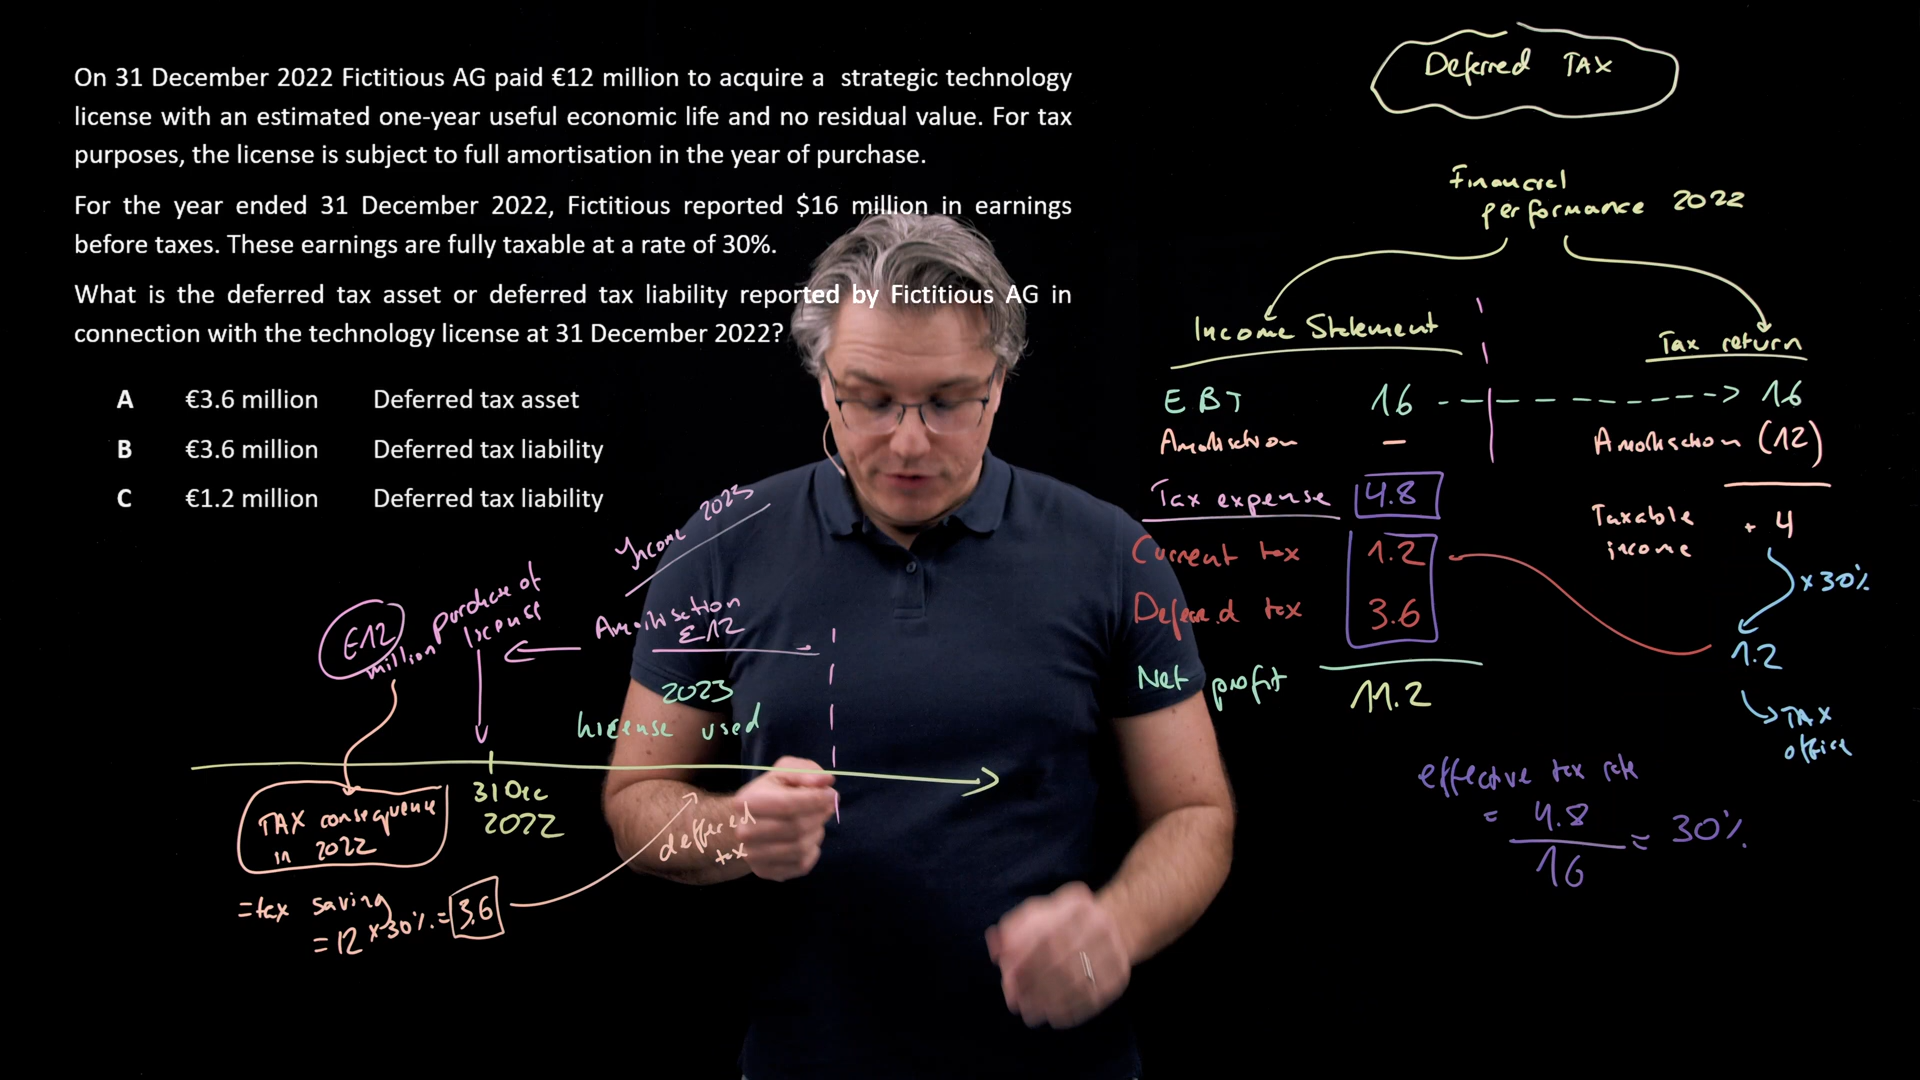 On 31 December 2022 Fictitious AG paid €12 million to acquire a strategic technology
license with an estimated one-year useful economic life and no residual value. For tax
purposes, the license is subject to full amortisation in the year of purchase.
For the year ended 31 December 2022, Fictitious reported $16 million in earnings
before taxes. These earnings are fully taxable at a rate of 30%.
What is the deferred tax asset or deferred tax liability reported by Fictitious AG in
connection with the technology license at 31 December 2022?
A €3.6 million Deferred tax asset
B €3.6 million Deferred tax liability
C €1.2 million Deferred tax liability
Income 2023
€12
million
purchase of
license
Amortisation
€12
2023
license used
31 Dec
2022
TAX consequence
in 2022
= tax saving
= 12 x 30% = 3.6
deffered
tax
Deferred TAX
Financial
performance 2022
Income Statement
Tax return
EBT 16 16
Amortisation – Amortisation (12)
Tax expense 4.8
Taxable
income + 4
Current tax 1.2
x 30%
Deferred tax 3.6
1.2
Net profit 11.2
TAX
office
effective tax rate
= 4.8
16
= 30%